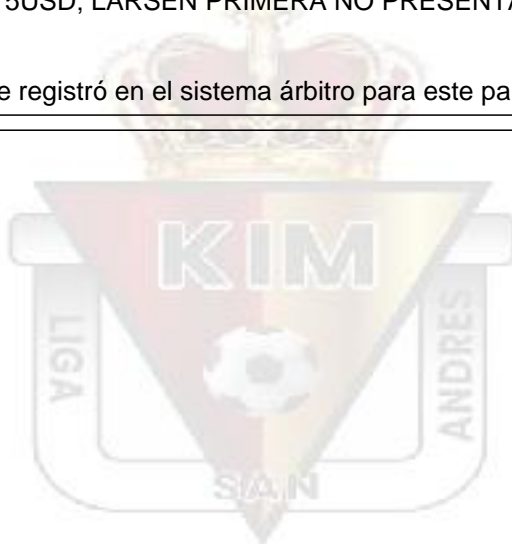 5USD, LARSEN PRIMERA NO PRESENTA
e registró en el sistema árbitro para este pa
KIM
LIGA
ANDRES
SAN